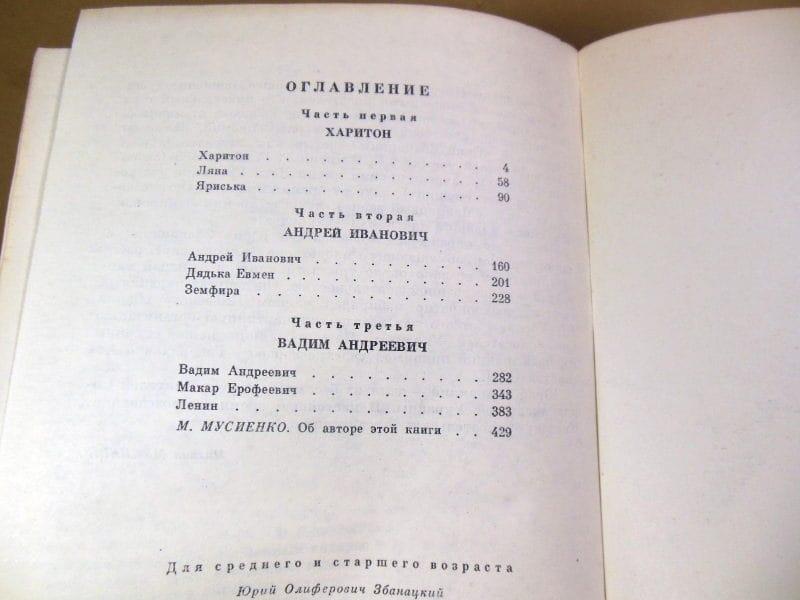 ОГЛАВЛЕНИЕ
Часть первая
ХАРИТОН
Харитон . . . . . . . . . . . . . 4
Ляна . . . . . . . . . . . . . 58
Яриська . . . . . . . . . . . . . 90
Часть вторая
АНДРЕЙ ИВАНОВИЧ
Андрей Иванович . . . . . . . . . . . 160
Дядька Евмен . . . . . . . . . . . 201
Земфира . . . . . . . . . . . . 228
Часть третья
ВАДИМ АНДРЕЕВИЧ
Вадим Андреевич . . . . . . . . . 282
Макар Ерофеевич . . . . . . . . . 343
Ленин . . . . . . . . . . . . 383
М. МУСИЕНКО. Об авторе этой книги . . 429
Для среднего и старшего возраста
Юрий Олиферович Збанацкий